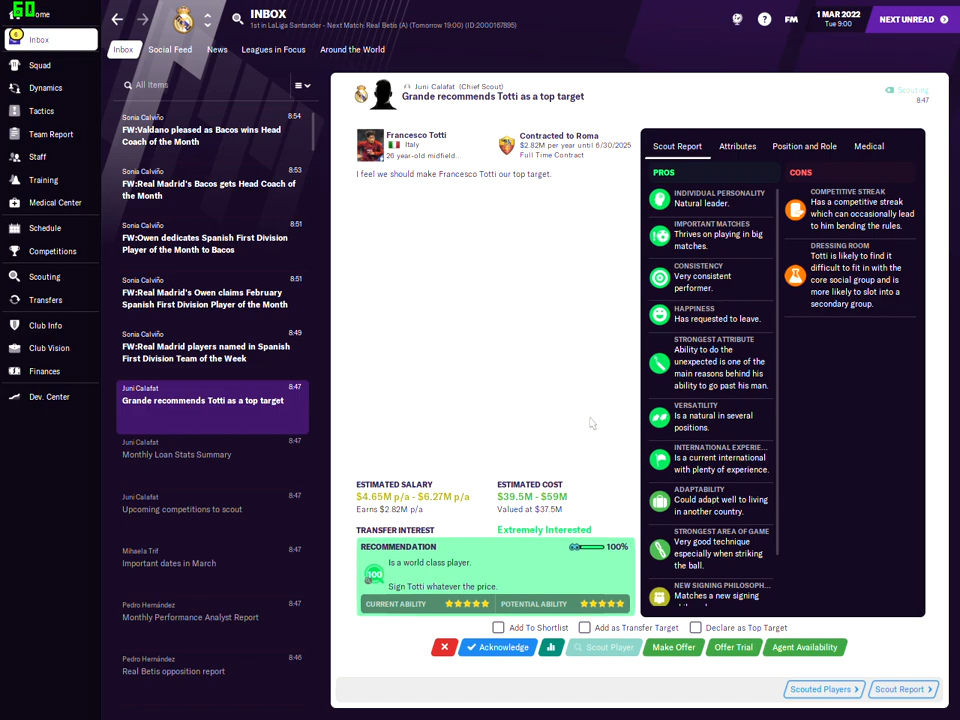 60
ome
INBOX
1st in LaLiga Santander - Next Match: Real Betis (A) (Tomorrow 19:00) (ID:2000167895)
FM
1 MAR 2022
Tue 9:00
NEXT UNREAD
6
Inbox
Inbox
Social Feed
News
Leagues in Focus
Around the World
Squad
Dynamics
Tactics
Team Report
Staff
Training
Medical Center
Schedule
Competitions
Scouting
Transfers
Club Info
Club Vision
Finances
Dev. Center
All Items
Sonia Calviño
8:54
FW:Valdano pleased as Bacos wins Head
Coach of the Month
Sonia Calviño
8:53
FW:Real Madrid's Bacos gets Head Coach of
the Month
Sonia Calviño
8:51
FW:Owen dedicates Spanish First Division
Player of the Month to Bacos
Sonia Calviño
8:51
FW:Real Madrid's Owen claims February
Spanish First Division Player of the Month
Sonia Calviño
8:49
FW:Real Madrid players named in Spanish
First Division Team of the Week
Juni Calafat
8:47
Grande recommends Totti as a top target
Juni Calafat
8:47
Monthly Loan Stats Summary
Juni Calafat
8:47
Upcoming competitions to scout
Mihaela Trif
8:47
Important dates in March
Pedro Hernández
8:47
Monthly Performance Analyst Report
Pedro Hernández
8:46
Real Betis opposition report
Juni Calafat (Chief Scout)
Grande recommends Totti as a top target
Scouting
8:47
Francesco Totti
Italy
26 year-old midfield..
Contracted to Roma
$2.82M per year until 6/30/2025
Full Time Contract
I feel we should make Francesco Totti our top target.
ESTIMATED SALARY
$4.65M p/a - $6.27M p/a
Earns $2.82M p/a
ESTIMATED COST
$39.5M - $59M
Valued at $37.5M
TRANSFER INTEREST
Extremely Interested
RECOMMENDATION
100%
100
Is a world class player.
Sign Totti whatever the price.
CURRENT ABILITY
POTENTIAL ABILITY
Scout Report
Attributes
Position and Role
Medical
PROS
INDIVIDUAL PERSONALITY
Natural leader.
IMPORTANT MATCHES
Thrives on playing in big
matches.
CONSISTENCY
Very consistent
performer.
HAPPINESS
Has requested to leave.
STRONGEST ATTRIBUTE
Ability to do the
unexpected is one of the
main reasons behind his
ability to go past his man.
VERSATILITY
Is a natural in several
positions.
INTERNATIONAL EXPERIE...
Is a current international
with plenty of experience.
ADAPTABILITY
Could adapt well to living
in another country.
STRONGEST AREA OF GAME
Very good technique
especially when striking
the ball.
NEW SIGNING PHILOSOPH...
Matches a new signing
CONS
COMPETITIVE STREAK
Has a competitive streak
which can occasionally lead
to him bending the rules.
DRESSING ROOM
Totti is likely to find it
difficult to fit in with the
core social group and is
more likely to slot into a
secondary group.
Add To Shortlist
Add as Transfer Target
Declare as Top Target
Acknowledge
Scout Player
Make Offer
Offer Trial
Agent Availability
Scouted Players
Scout Report